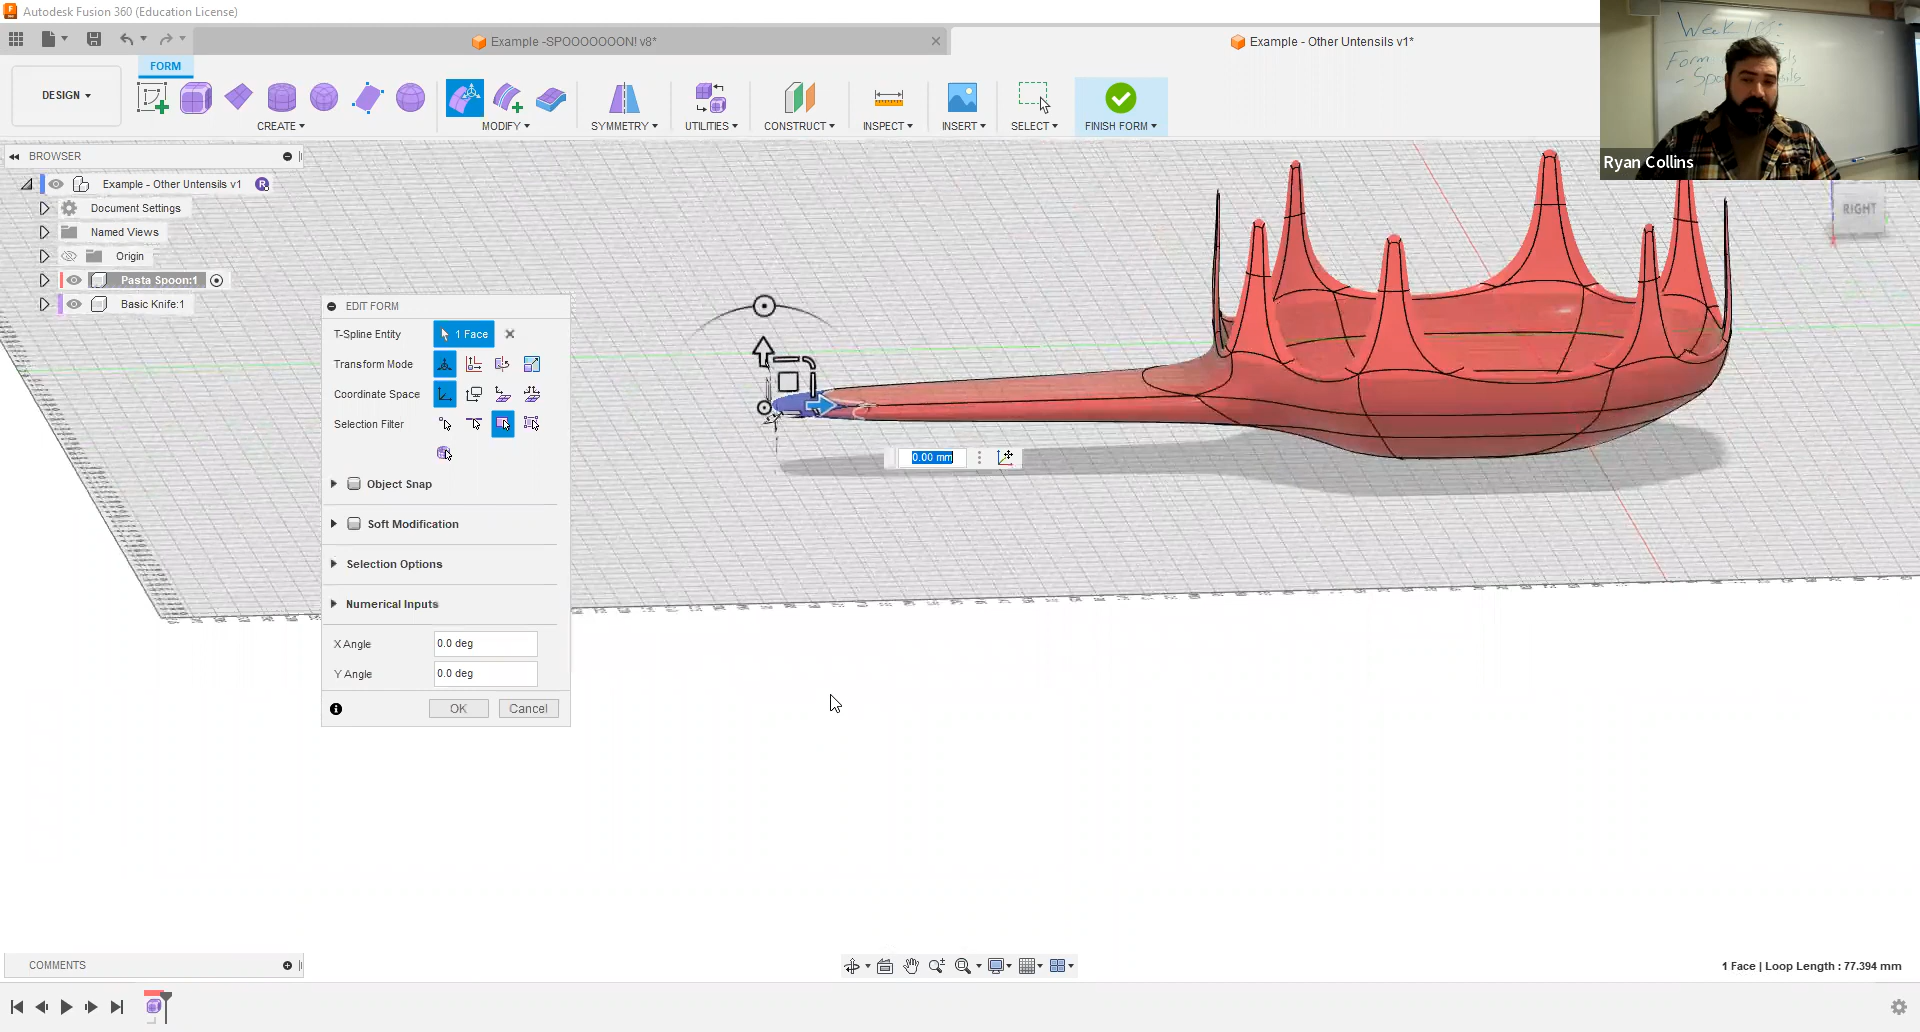 Autodesk Fusion 360 (Education License)
Example -SPOOOOOOON! v8*
Example - Other Untensils v1*
FORM
DESIGN
CREATE
MODIFY
SYMMETRY
UTILITIES
CONSTRUCT
INSPECT
INSERT
SELECT
FINISH FORM
Week 
Form
- Spo
Ryan Collins
RIGHT
BROWSER
Example - Other Untensils v1
R
Document Settings
Named Views
Origin
Pasta Spoon:1
Basic Knife:1
EDIT FORM
T-Spline Entity
1 Face
Transform Mode
Coordinate Space
Selection Filter
Object Snap
Soft Modification
Selection Options
Numerical Inputs
X Angle
0.0 deg
Y Angle
0.0 deg
OK
Cancel
0.00 mm
COMMENTS
1 Face | Loop Length : 77.394 mm